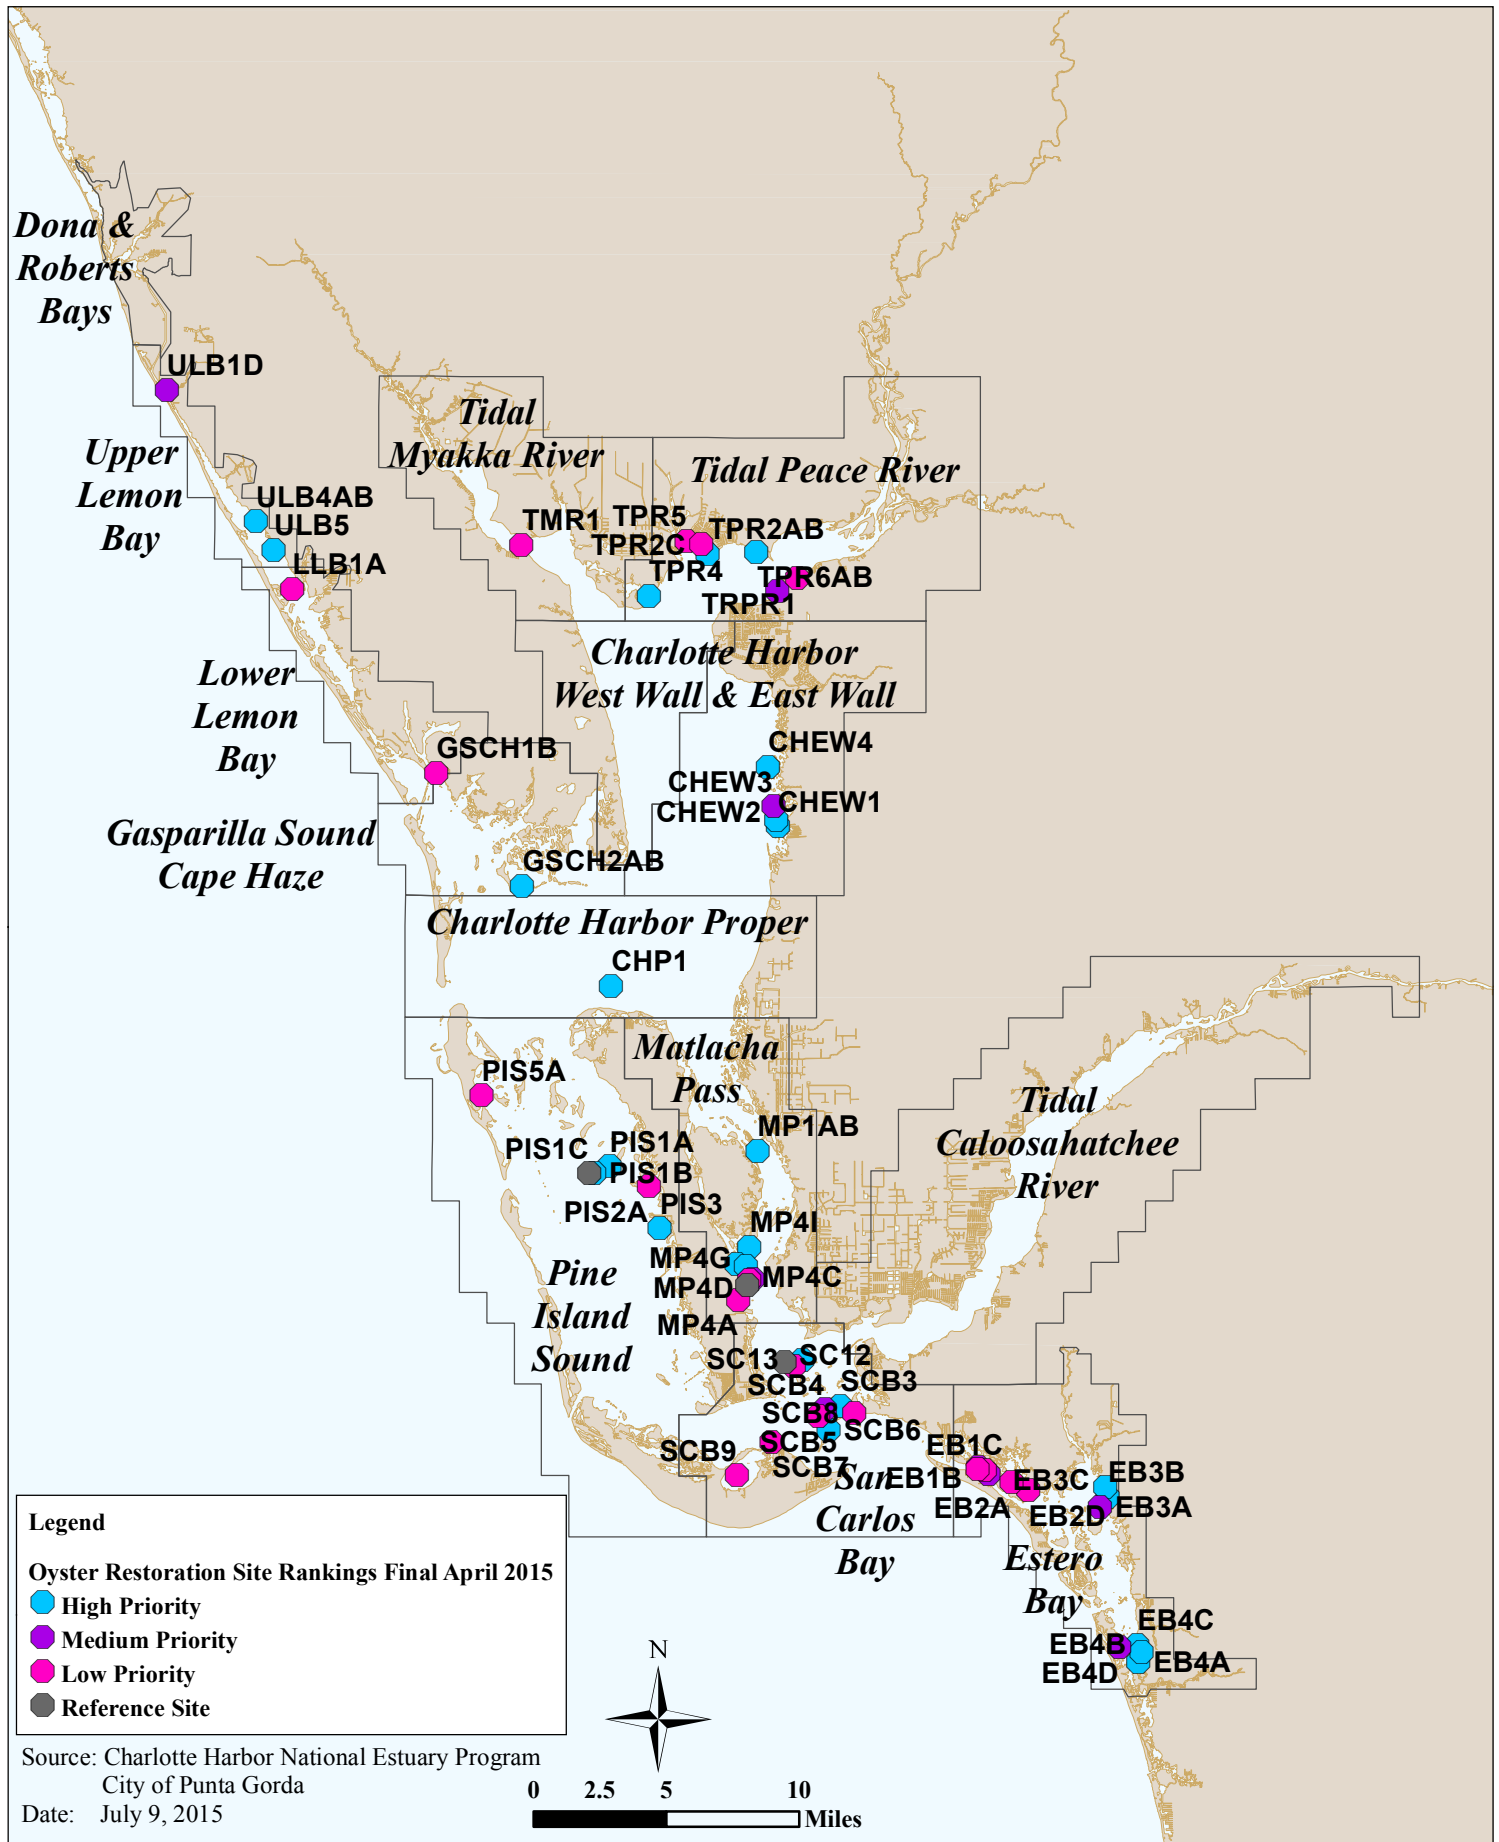 Dona &
Roberts
Bays
ULB1D
Upper
Lemon
Bay
ULB4AB
ULB5
LLB1A
Tidal
Myakka River
Tidal Peace River
TMR1
TPR5
TPR2AB
TPR2C
TPR4
TPR6AB
TRPR1
Charlotte Harbor
West Wall & East Wall
Lower
Lemon
Bay
GSCH1B
CHEW4
CHEW3
CHEW1
CHEW2
Gasparilla Sound
Cape Haze
GSCH2AB
Charlotte Harbor Proper
CHP1
Matlacha
Pass
PIS5A
Tidal
Caloosahatchee
River
MP1AB
PIS1A
PIS1C
PIS1B
PIS2A
PIS3
MP4I
MP4G
MP4C
MP4D
MP4A
Pine
Island
Sound
SC13
SC12
SCB4
SCB3
SCB8
SCB6
SCB5
SCB7
SCB9
San
Carlos
Bay
EB1C
EB1B
EB3C
EB3B
EB2A
EB2D
EB3A
Estero
Bay
EB4C
EB4B
EB4A
EB4D
Legend
Oyster Restoration Site Rankings Final April 2015
High Priority
Medium Priority
Low Priority
Reference Site
N
Source: Charlotte Harbor National Estuary Program
City of Punta Gorda
Date: July 9, 2015
0 2.5 5 10
Miles